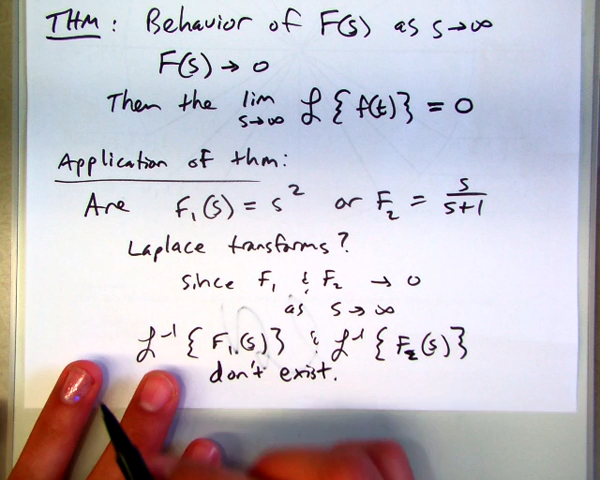 THM: Behavior of F(s) as s→∞
F(s) → 0
Then the lim s→∞ ℒ{f(t)} = 0
Application of thm:
Are F₁(s) = s² or F₂ = s/(s+1)
Laplace transforms?
Since F₁ & F₂ → 0
as s→∞
ℒ⁻¹{F₁(s)} & ℒ⁻¹{F₂(s)}
don't exist.